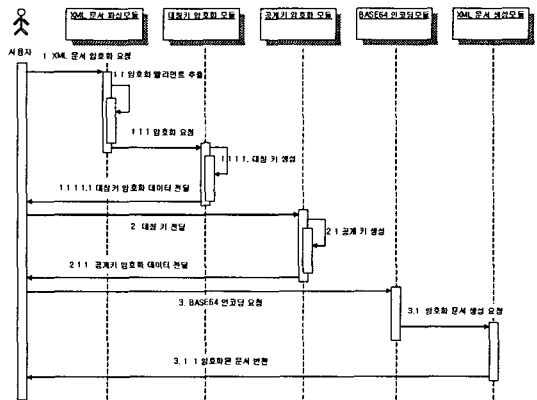 XML 문서 파싱모듈
대칭키 암호화 모듈
공개키 암호화 모듈
BASE64 인코딩모듈
XML 문서 생성모듈
사용자
1. XML 문서 암호화 요청
1.1 암호화 엘리먼트 추출
1.1.1 암호화 요청
1.1.1.1. 대칭 키 생성
1.1.1.1.1 대칭키 암호화 데이터 전달
2. 대칭 키 전달
2.1 공개 키 생성
2.1.1 공개키 암호화 데이터 전달
3. BASE64 인코딩 요청
3.1 암호화 문서 생성 요청
3.1.1 암호화된 문서 반환